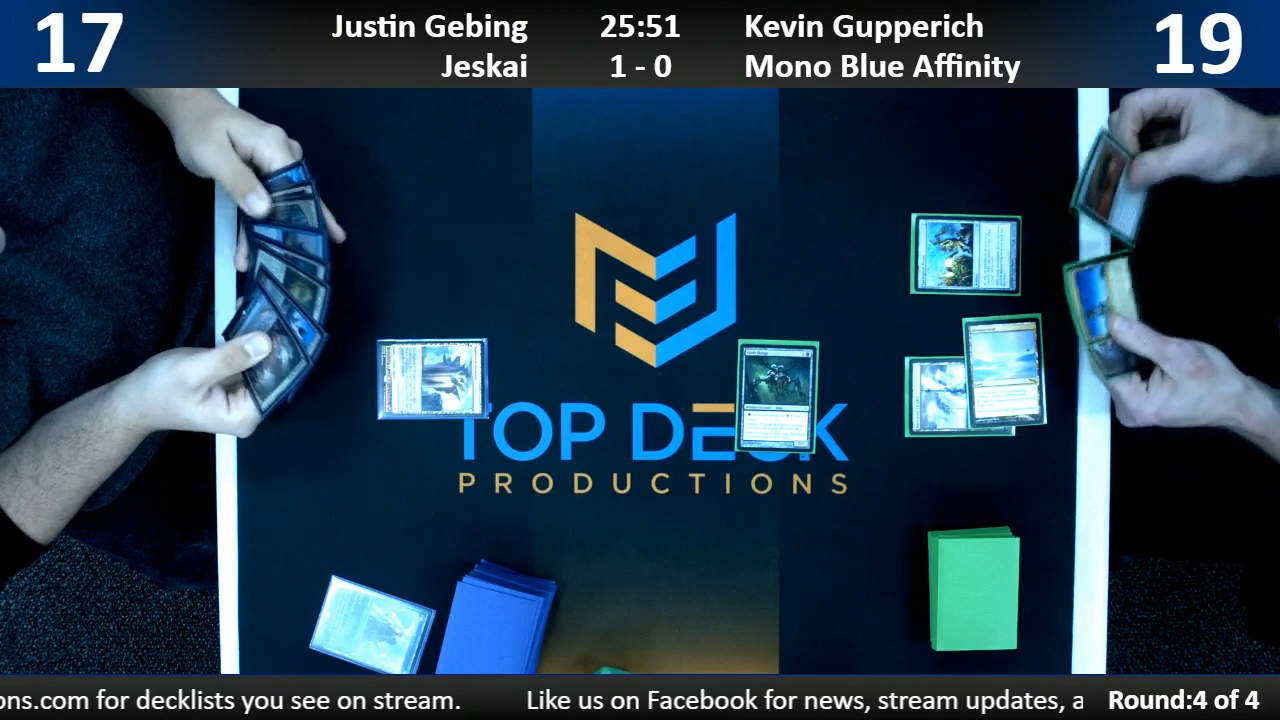 17
Justin Gebing
25:51
Kevin Gupperich
19
Jeskai
1 - 0
Mono Blue Affinity
TOP DECK
PRODUCTIONS
ons.com for decklists you see on stream.
Like us on Facebook for news, stream updates, a
Round:4 of 4